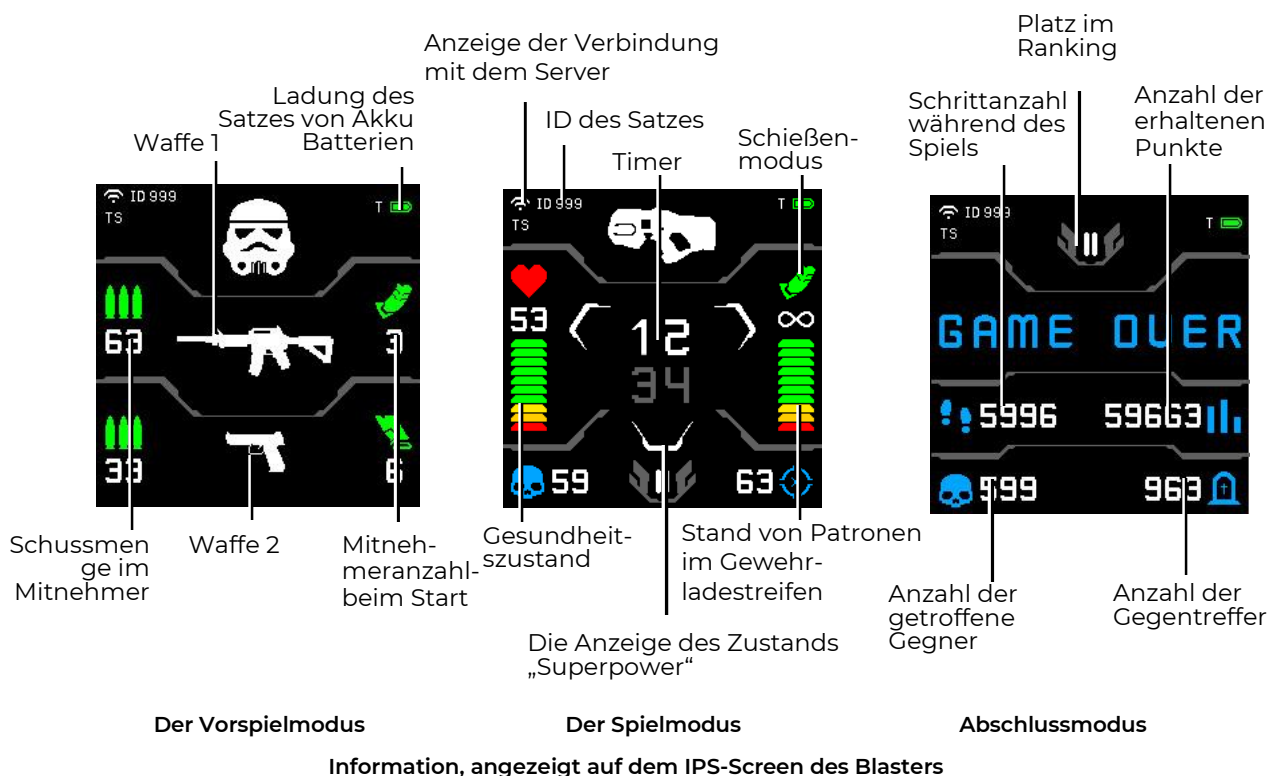 Platz im
Ranking
Anzeige der Verbindung
mit dem Server
Ladung des
Satzes von Akku
Batterien
Schrittanzahl
während des
Spiels
Anzahl der
erhaltenen
Punkte
Waffe 1
ID des Satzes
Timer
Schießen-
modus
ID 999
TS
T
ID 999
TS
T
ID 999
TS
T
63
3
33
6
53
12
34
59
63
GAME OVER
5996
59663
599
963
Schussmen
ge im
Mitnehmer
Waffe 2
Mitneh-
meranzahl-
beim Start
Gesundheit-
szustand
Stand von Patronen
im Gewehr-
ladestreifen
Die Anzeige des Zustands
„Superpower“
Anzahl der
getroffene
Gegner
Anzahl der
Gegentreffer
Der Vorspielmodus
Der Spielmodus
Abschlussmodus
Information, angezeigt auf dem IPS-Screen des Blasters